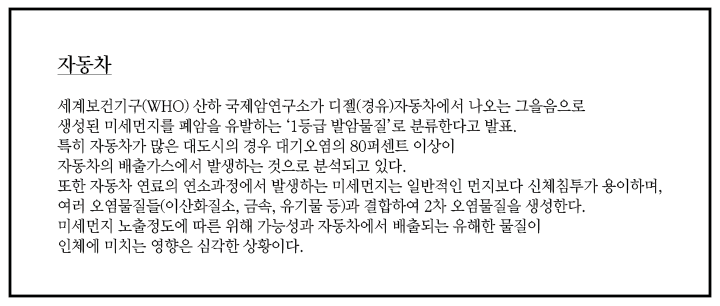 자동차
세계보건기구(WHO) 산하 국제암연구소가 디젤(경유)자동차에서 나오는 그을음으로
생성된 미세먼지를 폐암을 유발하는 '1등급 발암물질'로 분류한다고 발표.
특히 자동차가 많은 대도시의 경우 대기오염의 80퍼센트 이상이
자동차의 배출가스에서 발생하는 것으로 분석되고 있다.
또한 자동차 연료의 연소과정에서 발생하는 미세먼지는 일반적인 먼지보다 신체침투가 용이하며,
여러 오염물질들(이산화질소, 금속, 유기물 등)과 결합하여 2차 오염물질을 생성한다.
미세먼지 노출정도에 따른 위해 가능성과 자동차에서 배출되는 유해한 물질이
인체에 미치는 영향은 심각한 상황이다.